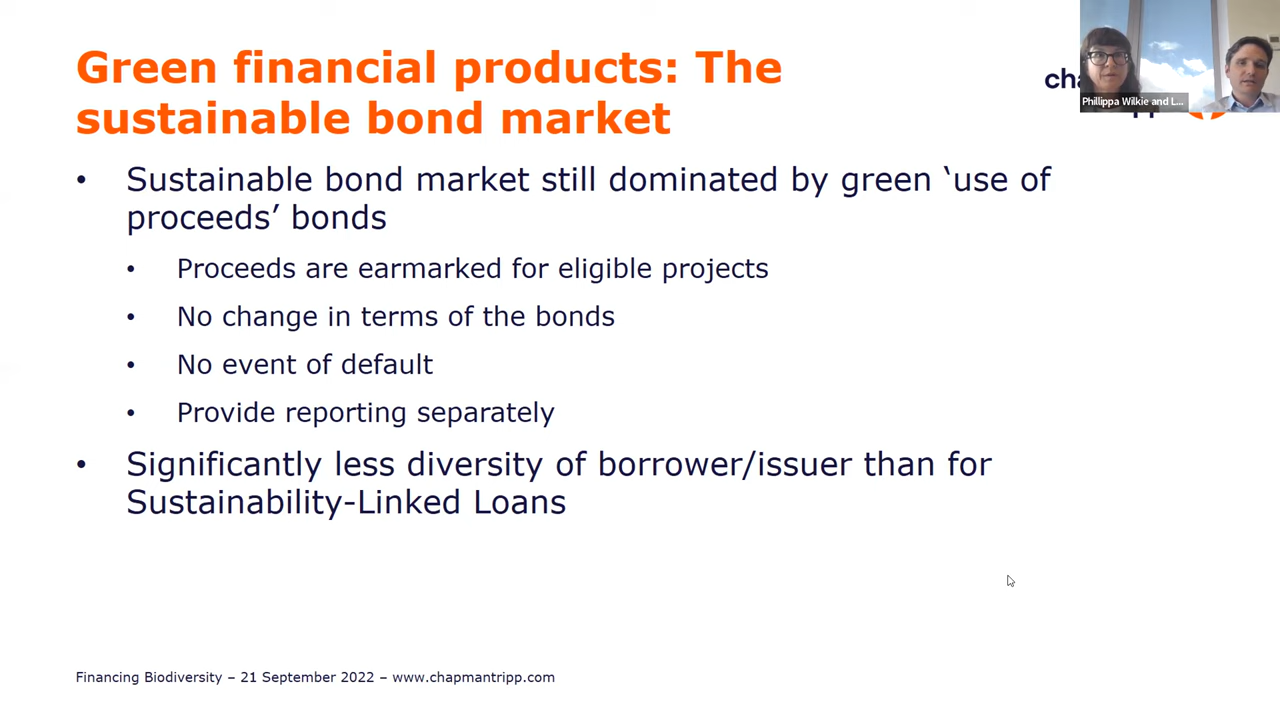 Green financial products: The
sustainable bond market
Phillippa Wilkie and L...
• Sustainable bond market still dominated by green ‘use of
proceeds’ bonds
• Proceeds are earmarked for eligible projects
• No change in terms of the bonds
• No event of default
• Provide reporting separately
• Significantly less diversity of borrower/issuer than for
Sustainability-Linked Loans
Financing Biodiversity – 21 September 2022 – www.chapmantripp.com